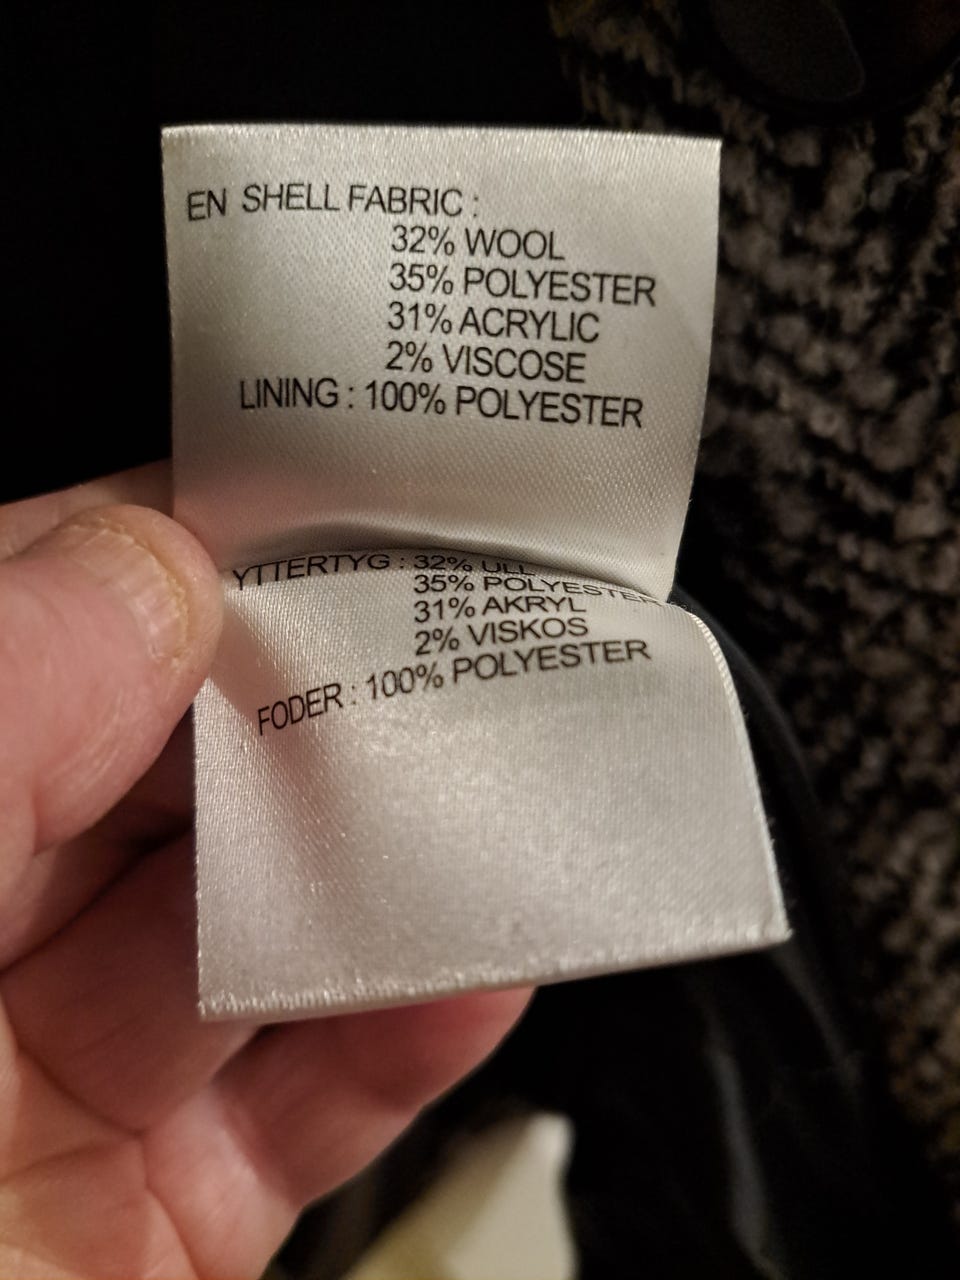 EN SHELL FABRIC :
32% WOOL
35% POLYESTER
31% ACRYLIC
2% VISCOSE
LINING : 100% POLYESTER
YTTERTYG : 32% ULL
35% POLYESTER
31% AKRYL
2% VISKOS
FODER : 100% POLYESTER